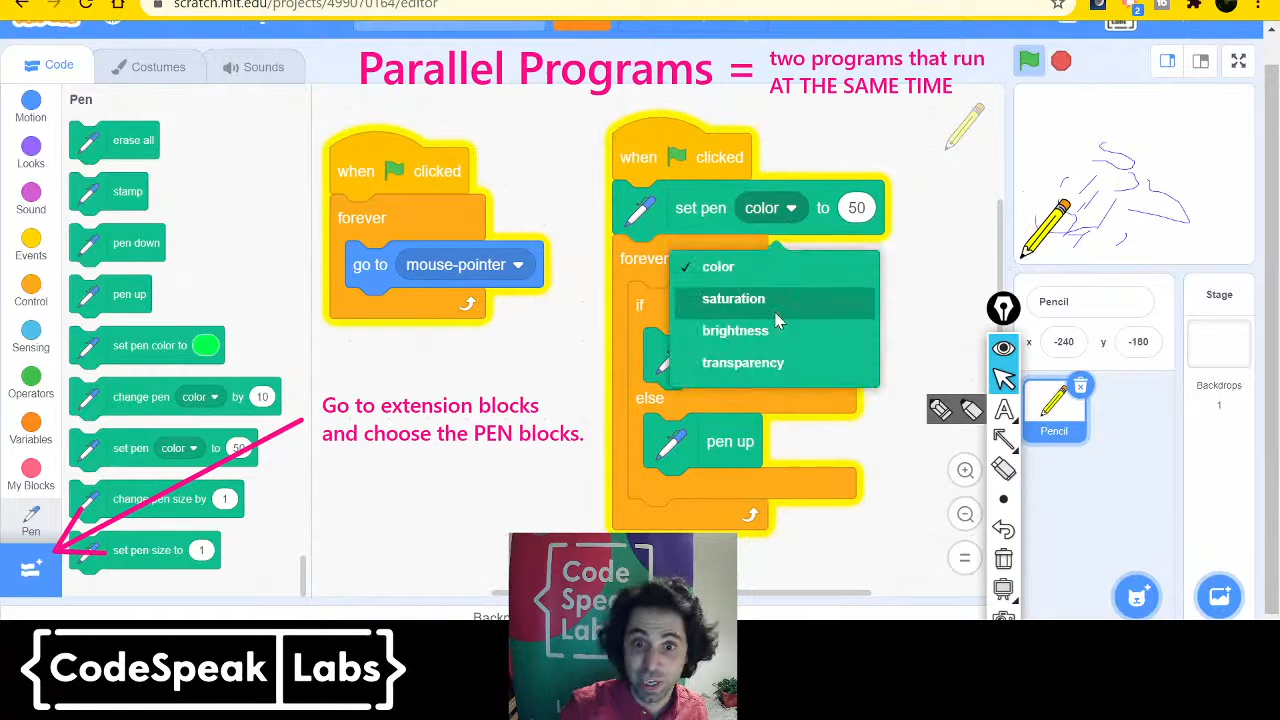 scratch.mit.edu/projects/499070164/editor
2
16
Code
Costumes
Sounds
Parallel Programs =
two programs that run
AT THE SAME TIME
Motion
Looks
Sound
Events
Control
Sensing
Operators
Variables
My Blocks
Pen
Pen
erase all
stamp
pen down
pen up
set pen color to
change pen color by 10
set pen color to 50
change pen size by 1
set pen size to 1
when clicked
forever
go to mouse-pointer
Go to extension blocks
and choose the PEN blocks.
when clicked
set pen color to 50
forever
color
saturation
brightness
transparency
if
else
pen up
LABS
Pencil
x -240 y -180
Pencil
Stage
Backdrops
1
A
=
Code
Speak
Labs
{CodeSpeak|Labs}